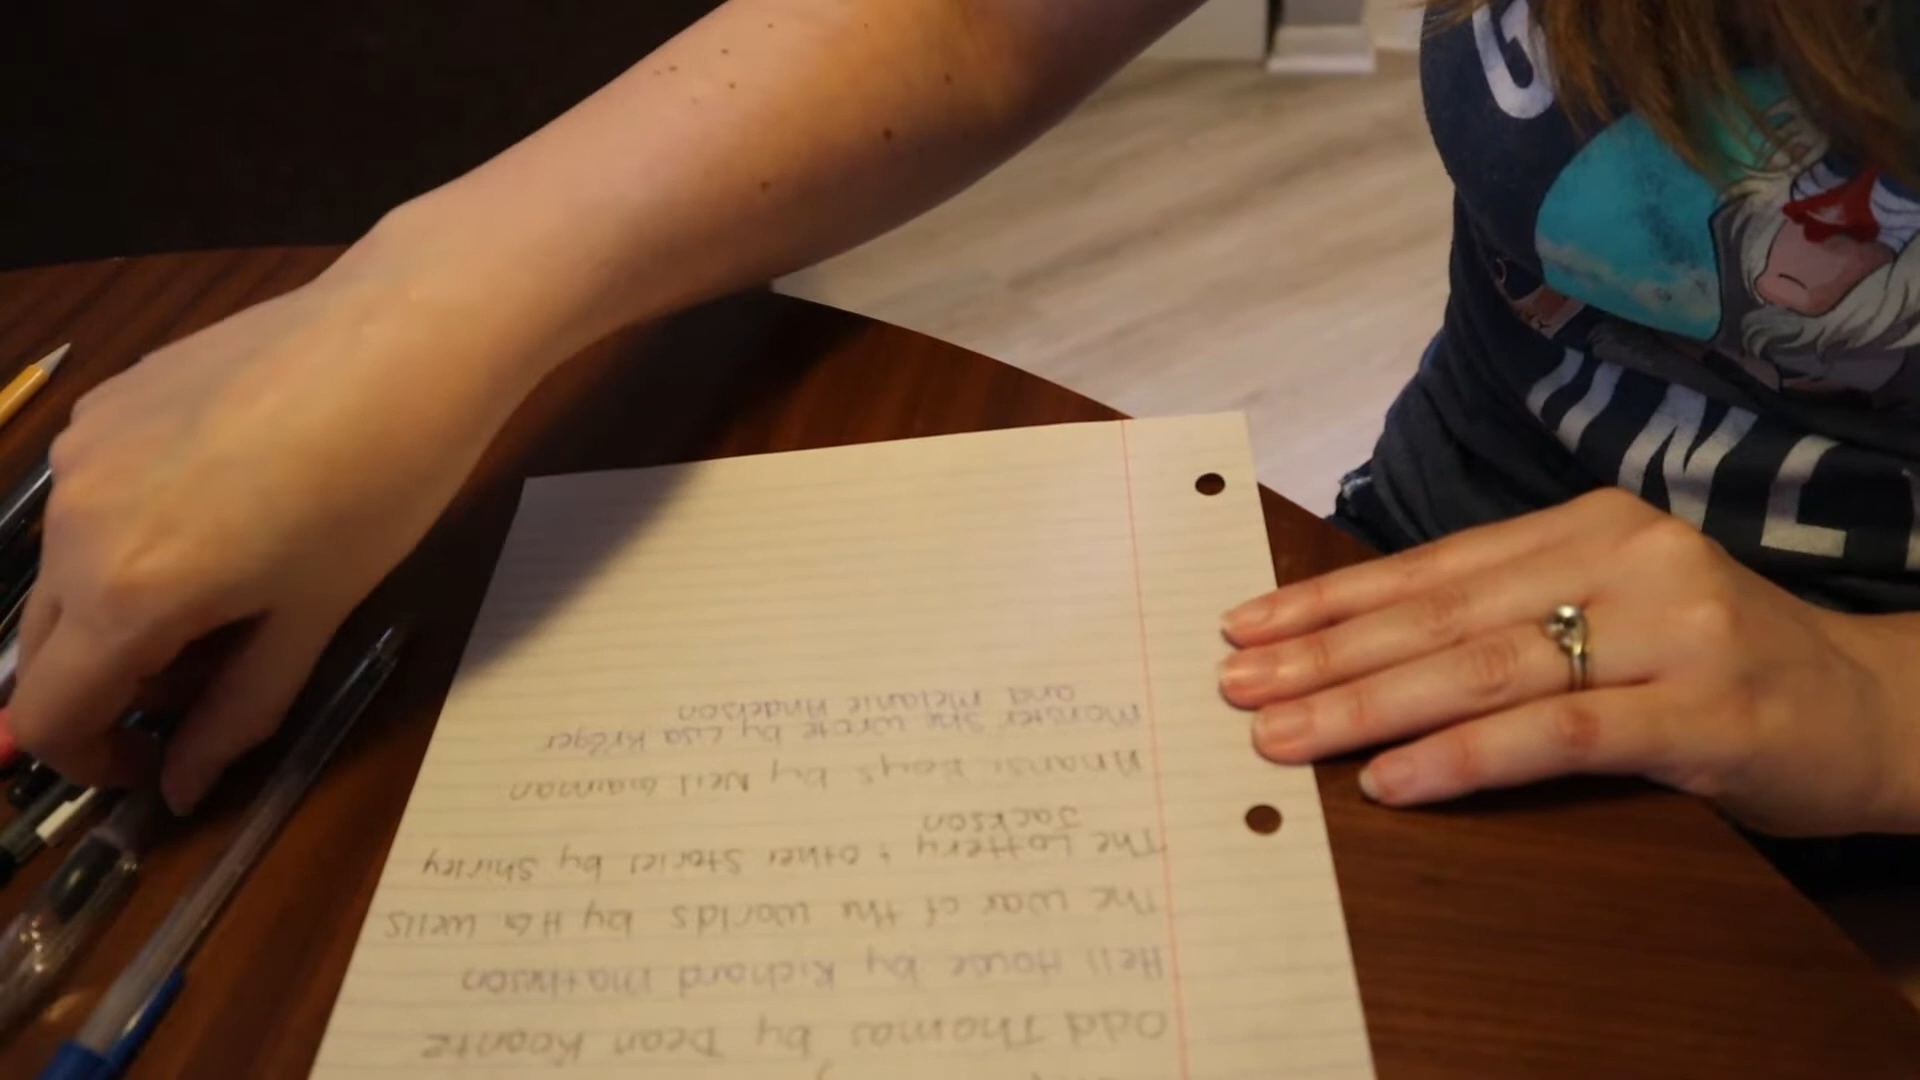 Odd Thomas by Dean Koontz
Hell House by Richard Matheson
The War of the Worlds by H G Wells
The Lottery + Other Stories by Shirley
Jackson
Anansi Boys by Neil Gaiman
Monster She Wrote by Lisa Kröger
and Melanie Anderson